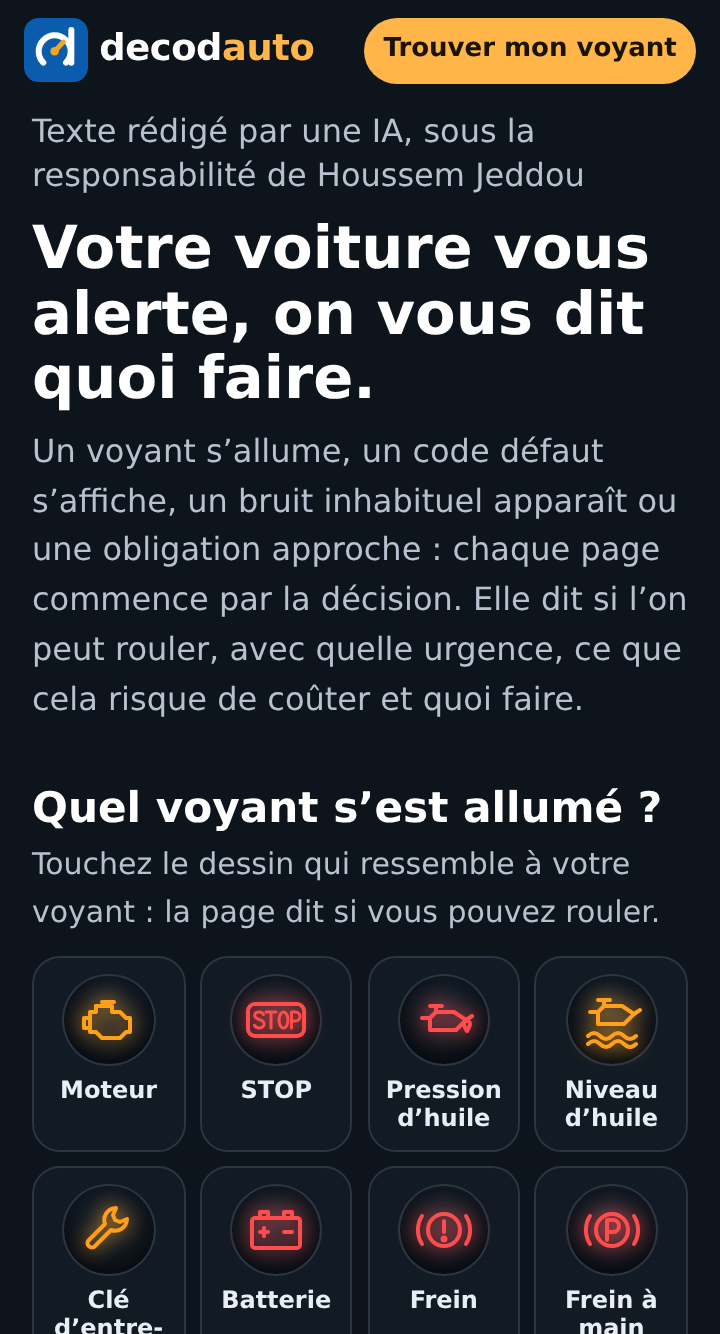 decodauto
Trouver mon voyant
Texte rédigé par une IA, sous la
responsabilité de Houssem Jeddou
Votre voiture vous
alerte, on vous dit
quoi faire.
Un voyant s’allume, un code défaut
s’affiche, un bruit inhabituel apparaît ou
une obligation approche : chaque page
commence par la décision. Elle dit si l’on
peut rouler, avec quelle urgence, ce que
cela risque de coûter et quoi faire.
Quel voyant s’est allumé ?
Touchez le dessin qui ressemble à votre
voyant : la page dit si vous pouvez rouler.
Moteur
STOP
STOP
Pression
d’huile
Niveau
d’huile
Clé
d’entre-
Batterie
Frein
P
Frein à
main